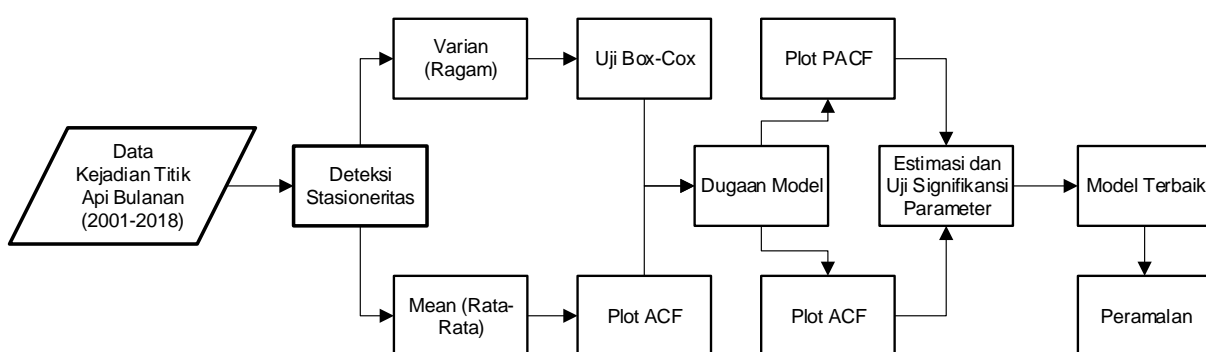 Data
Kejadian Titik
Api Bulanan
(2001-2018)
Deteksi
Stasioneritas
Varian
(Ragam)
Uji Box-Cox
Mean (Rata-
Rata)
Plot ACF
Dugaan Model
Plot PACF
Plot ACF
Estimasi dan
Uji Signifikansi
Parameter
Model Terbaik
Peramalan